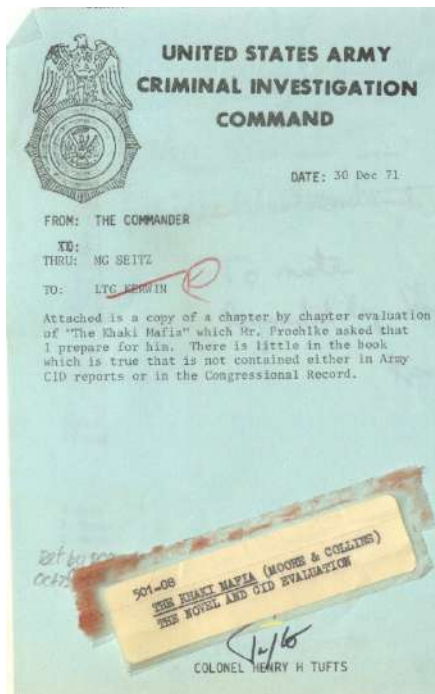 UNITED STATES ARMY
CRIMINAL INVESTIGATION
COMMAND
DATE: 30 Dec 71
FROM: THE COMMANDER
THRU: MG SEITZ
TO: LTG KERWIN
Attached is a copy of a chapter by chapter evaluation
of "The Khaki Mafia" which Mr. Froehlke asked that
I prepare for him. There is little in the book
which is true that is not contained either in Army
CID reports or in the Congressional Record.
501-08
THE KHAKI MAFIA (MOORE & COLLINS)
THE NOVEL AND CID EVALUATION
COLONEL HENRY H TUFTS